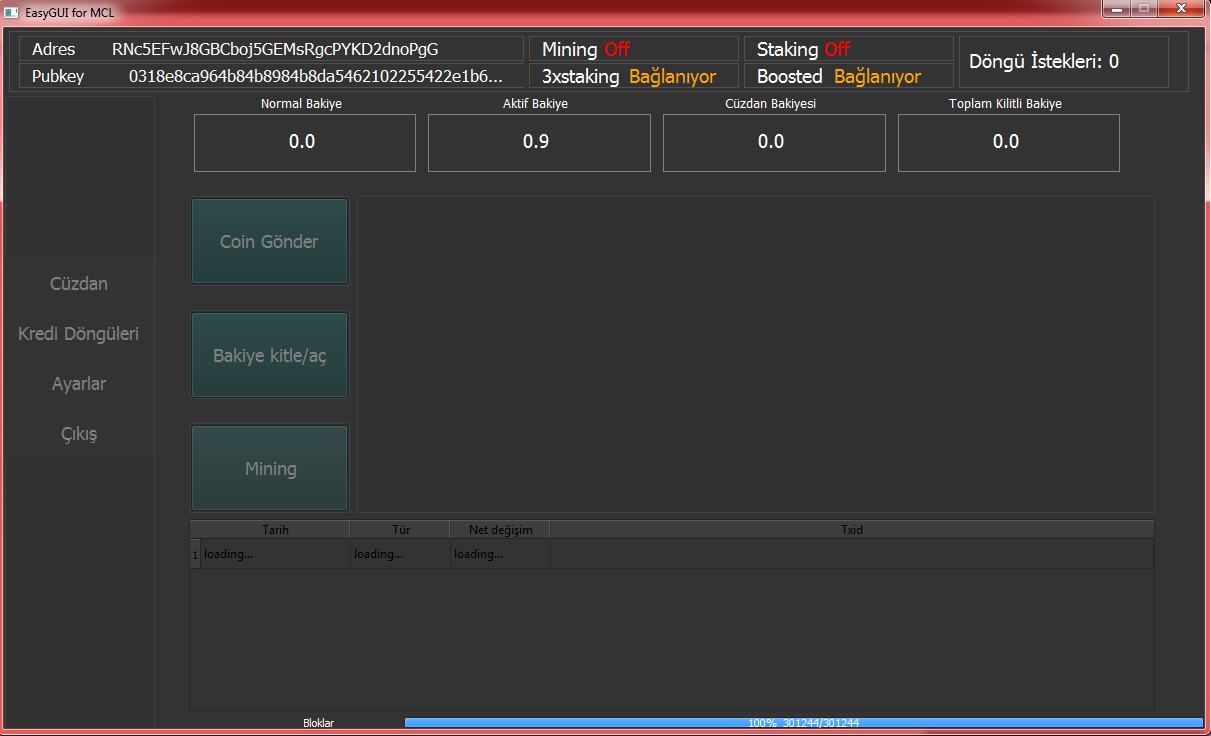 EasyGUI for MCL
Adres RNc5EFwJ8GBCboj5GEMsRgcPYKD2dnoPgG Mining Off Staking Off
Döngü İstekleri: 0
Pubkey 0318e8ca964b84b8984b8da5462102255422e1b6... 3xstaking Bağlanıyor Boosted Bağlanıyor
Normal Bakiye Aktif Bakiye Cüzdan Bakiyesi Toplam Kilitli Bakiye
0.0 0.9 0.0 0.0
Cüzdan
Kredi Döngüleri
Ayarlar
Çıkış
Coin Gönder
Bakiye kitle/aç
Mining
Tarih Tür Net değişim Txid
1 loading... loading... loading...
Bloklar 100% 301244/301244